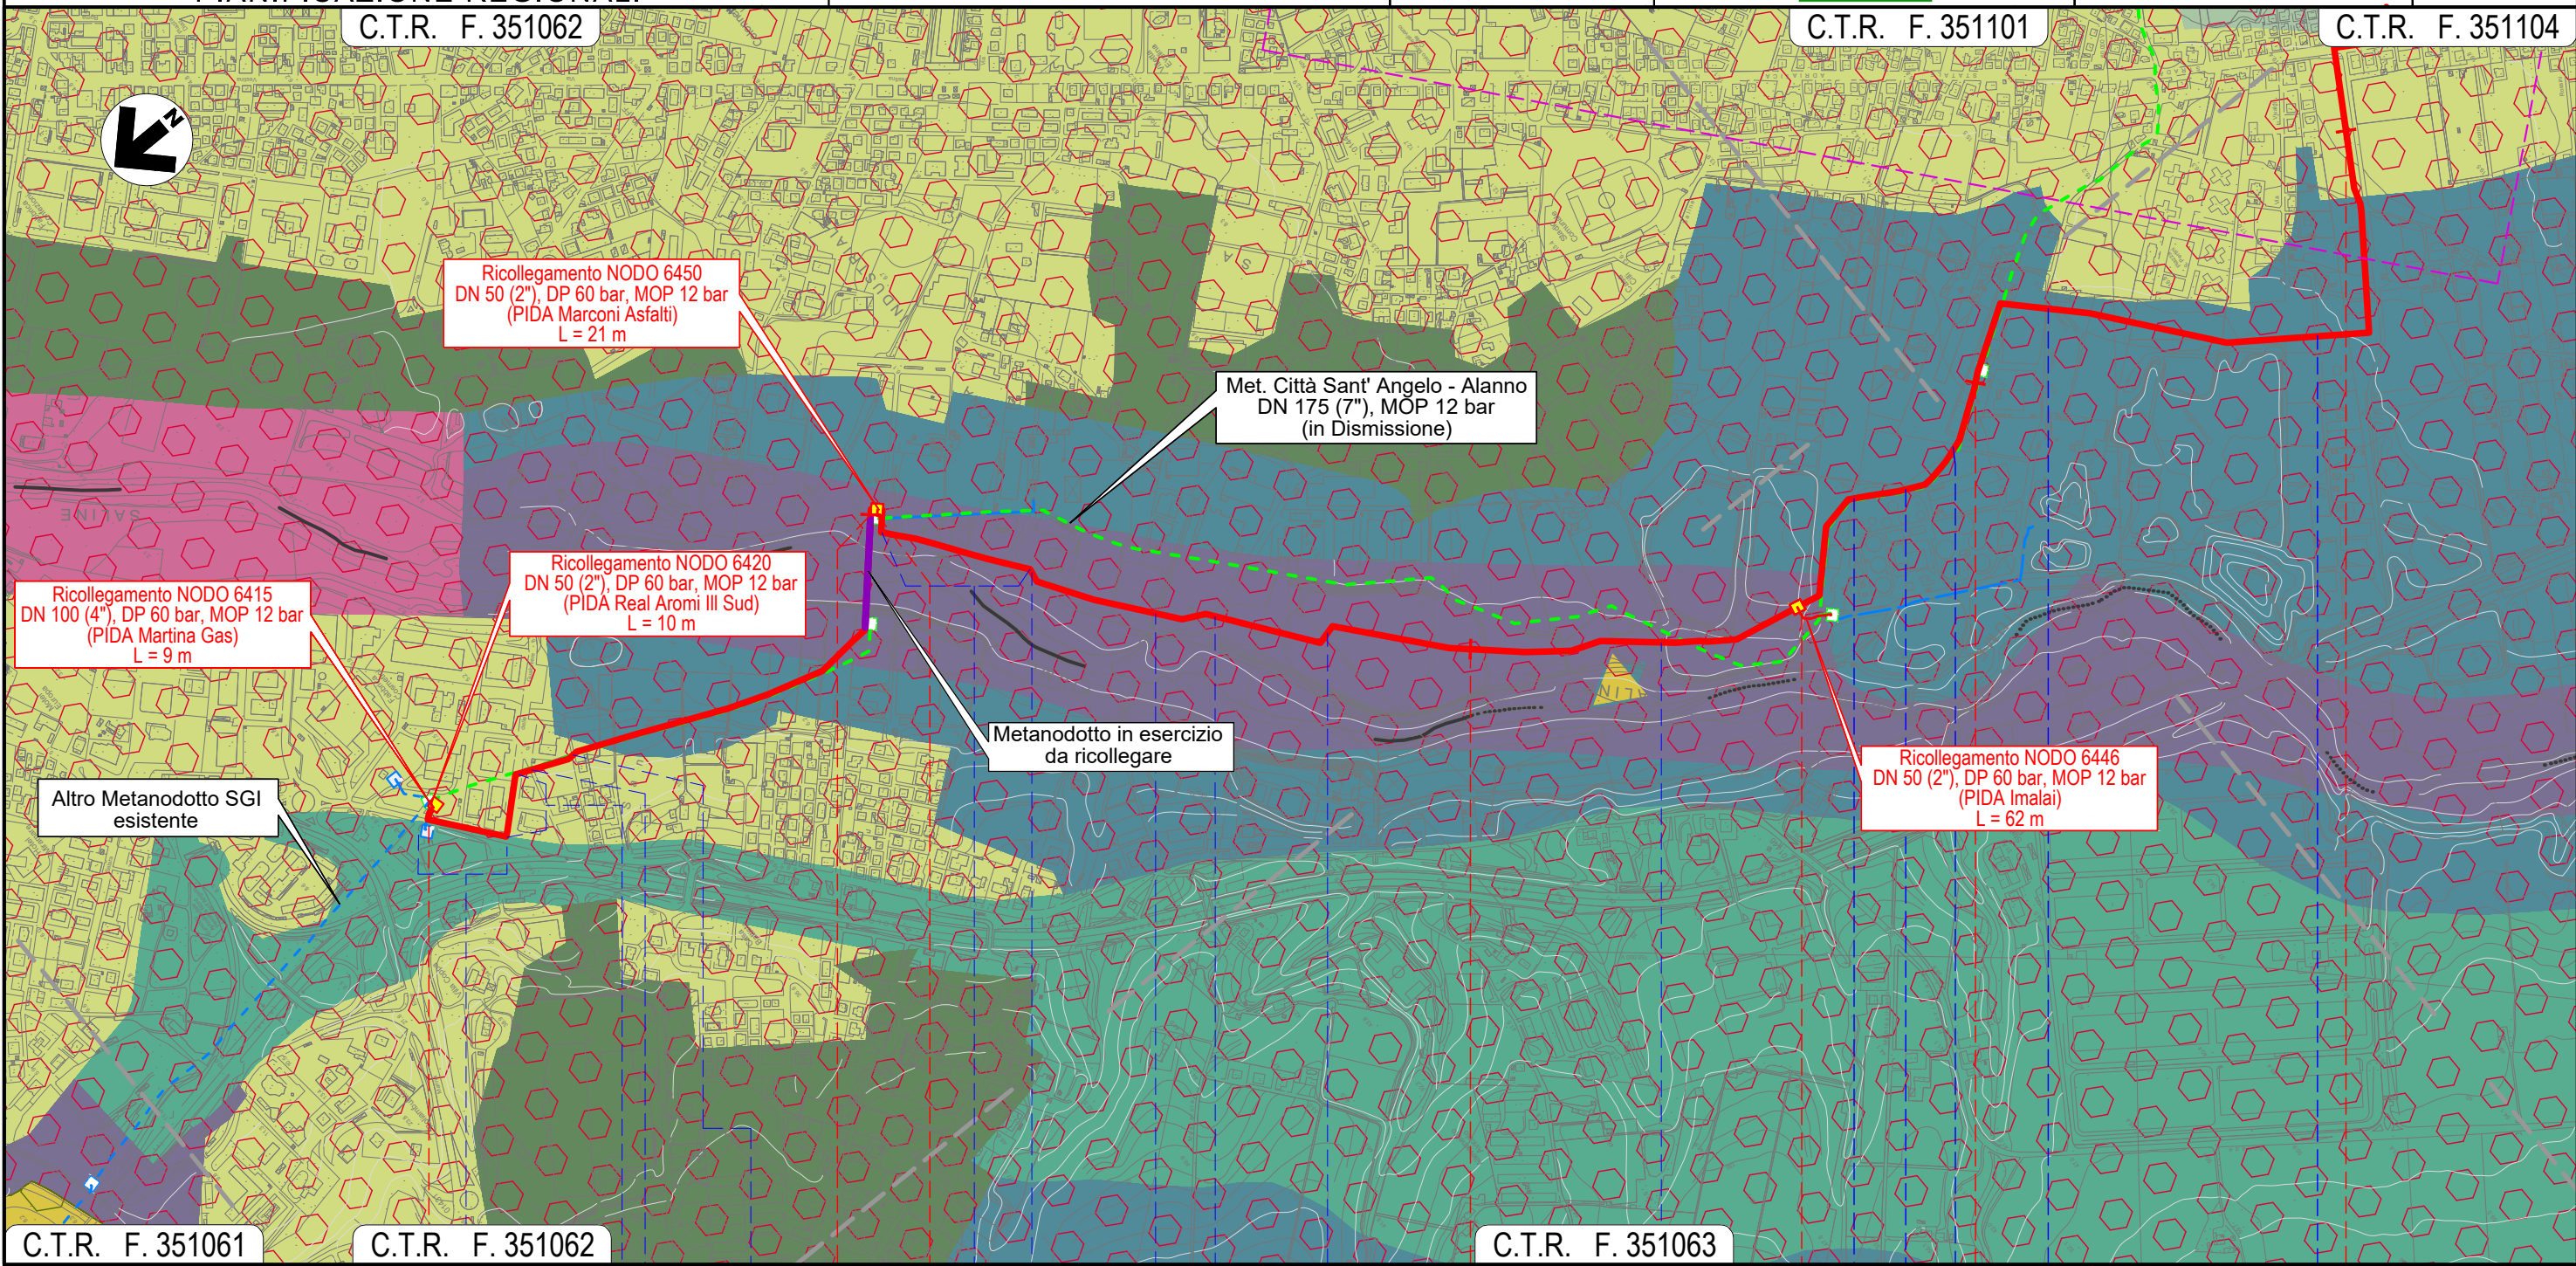 C.T.R. F. 351062
C.T.R. F. 351101
C.T.R. F. 351104
N
Ricollegamento NODO 6450
DN 50 (2"), DP 60 bar, MOP 12 bar
(PIDA Marconi Asfalti)
L = 21 m
Met. Città Sant' Angelo - Alanno
DN 175 (7"), MOP 12 bar
(in Dismissione)
SALINE
Ricollegamento NODO 6420
DN 50 (2"), DP 60 bar, MOP 12 bar
(PIDA Real Aromi III Sud)
L = 10 m
Ricollegamento NODO 6415
DN 100 (4"), DP 60 bar, MOP 12 bar
(PIDA Martina Gas)
L = 9 m
Metanodotto in esercizio
da ricollegare
Ricollegamento NODO 6446
DN 50 (2"), DP 60 bar, MOP 12 bar
(PIDA Imalai)
L = 62 m
Altro Metanodotto SGI
esistente
C.T.R. F. 351061
C.T.R. F. 351062
C.T.R. F. 351063